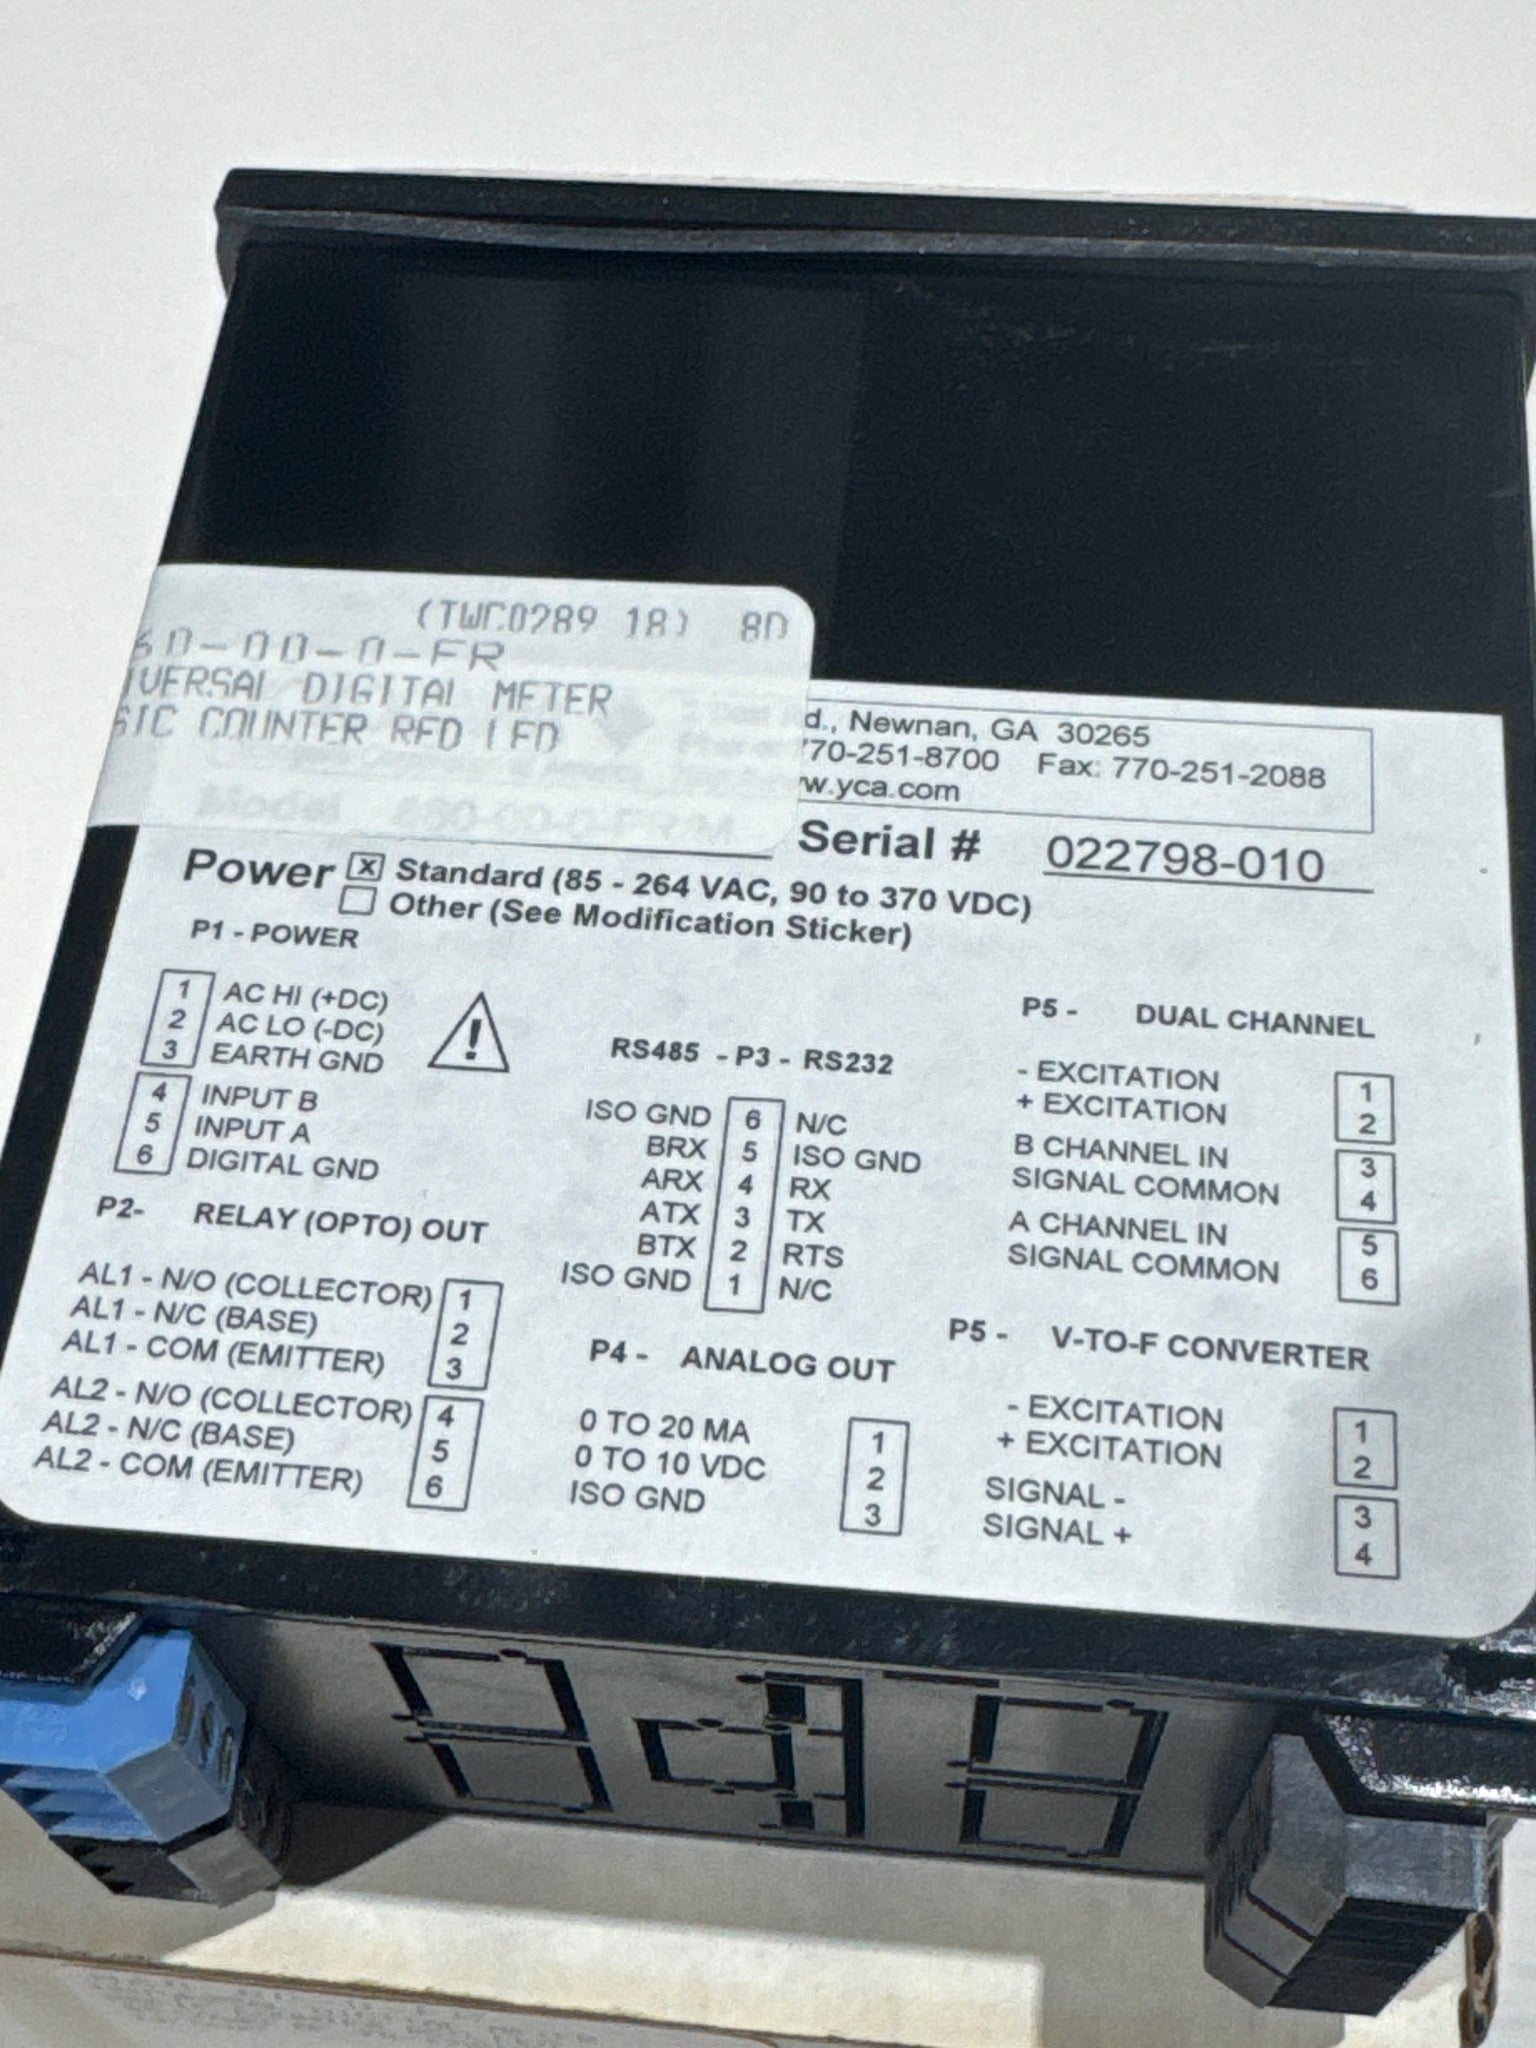 (TWC0289 18) 8D
60-00-0-FR
IVERSAL DIGITAL METER
SIC COUNTER RED LED
d., Newnan, GA 30265
770-251-8700 Fax: 770-251-2088
w.yca.com
Model
Serial # 022798-010
Power x Standard (85 - 264 VAC, 90 to 370 VDC)
Other (See Modification Sticker)
P1 - POWER
1 AC HI (+DC)
2 AC LO (-DC)
3 EARTH GND
4 INPUT B
5 INPUT A
6 DIGITAL GND
P2- RELAY (OPTO) OUT
AL1 - N/O (COLLECTOR) 1
AL1 - N/C (BASE) 2
AL1 - COM (EMITTER) 3
AL2 - N/O (COLLECTOR) 4
AL2 - N/C (BASE) 5
AL2 - COM (EMITTER) 6
RS485 - P3 - RS232
ISO GND 6 N/C
BRX 5 ISO GND
ARX 4 RX
ATX 3 TX
BTX 2 RTS
ISO GND 1 N/C
P4 - ANALOG OUT
0 TO 20 MA 1
0 TO 10 VDC 2
ISO GND 3
P5 - DUAL CHANNEL
- EXCITATION 1
+ EXCITATION 2
B CHANNEL IN 3
SIGNAL COMMON 4
A CHANNEL IN 5
SIGNAL COMMON 6
P5 - V-TO-F CONVERTER
- EXCITATION 1
+ EXCITATION 2
SIGNAL - 3
SIGNAL + 4